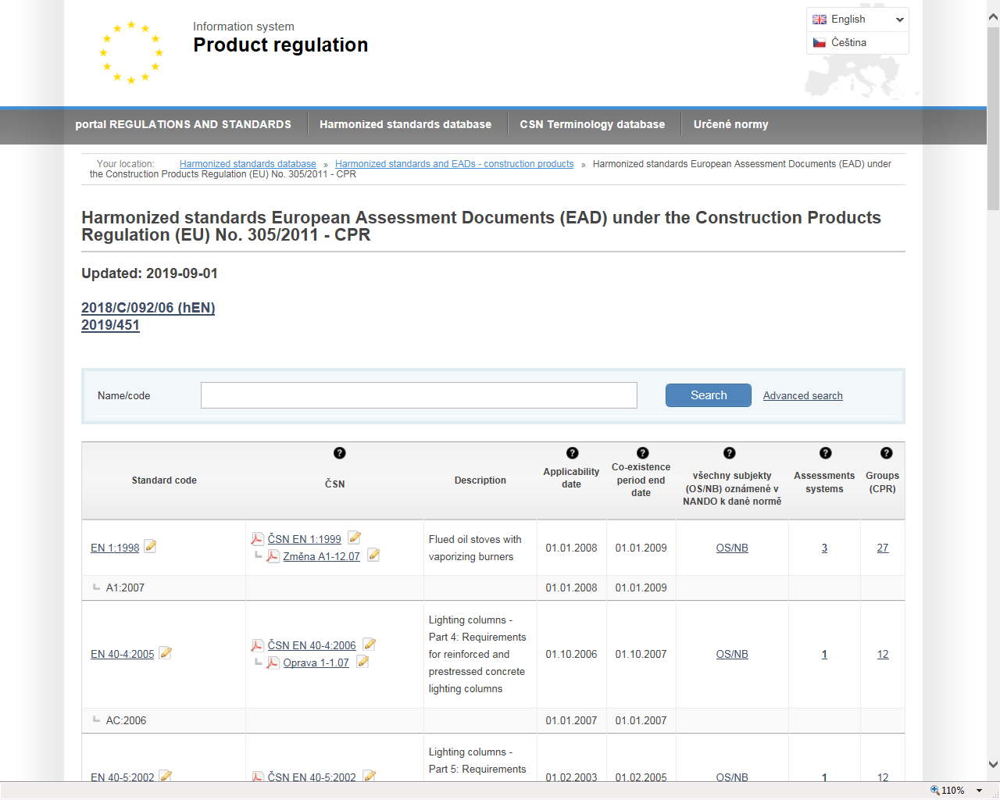 Information system
Product regulation
English
Čeština
portal REGULATIONS AND STANDARDS
Harmonized standards database
CSN Terminology database
Určené normy
Your location: Harmonized standards database » Harmonized standards and EADs - construction products » Harmonized standards European Assessment Documents (EAD) under
the Construction Products Regulation (EU) No. 305/2011 - CPR
Harmonized standards European Assessment Documents (EAD) under the Construction Products
Regulation (EU) No. 305/2011 - CPR
Updated: 2019-09-01
2018/C/092/06 (hEN)
2019/451
Name/code
Search
Advanced search
Standard code
ČSN
Description
Applicability
date
Co-existence
period end
date
všechny subjekty
(OS/NB) oznámené v
NANDO k dané normě
Assessments
systems
Groups
(CPR)
EN 1:1998
ČSN EN 1:1999
Změna A1-12.07
Flued oil stoves with
vaporizing burners
01.01.2008
01.01.2009
OS/NB
3
27
A1:2007
01.01.2008
01.01.2009
EN 40-4:2005
ČSN EN 40-4:2006
Oprava 1-1.07
Lighting columns -
Part 4: Requirements
for reinforced and
prestressed concrete
lighting columns
01.10.2006
01.10.2007
OS/NB
1
12
AC:2006
01.01.2007
01.01.2007
EN 40-5:2002
ČSN EN 40-5:2002
Lighting columns -
Part 5: Requirements
01.02.2003
01.02.2005
OS/NB
1
12
110%